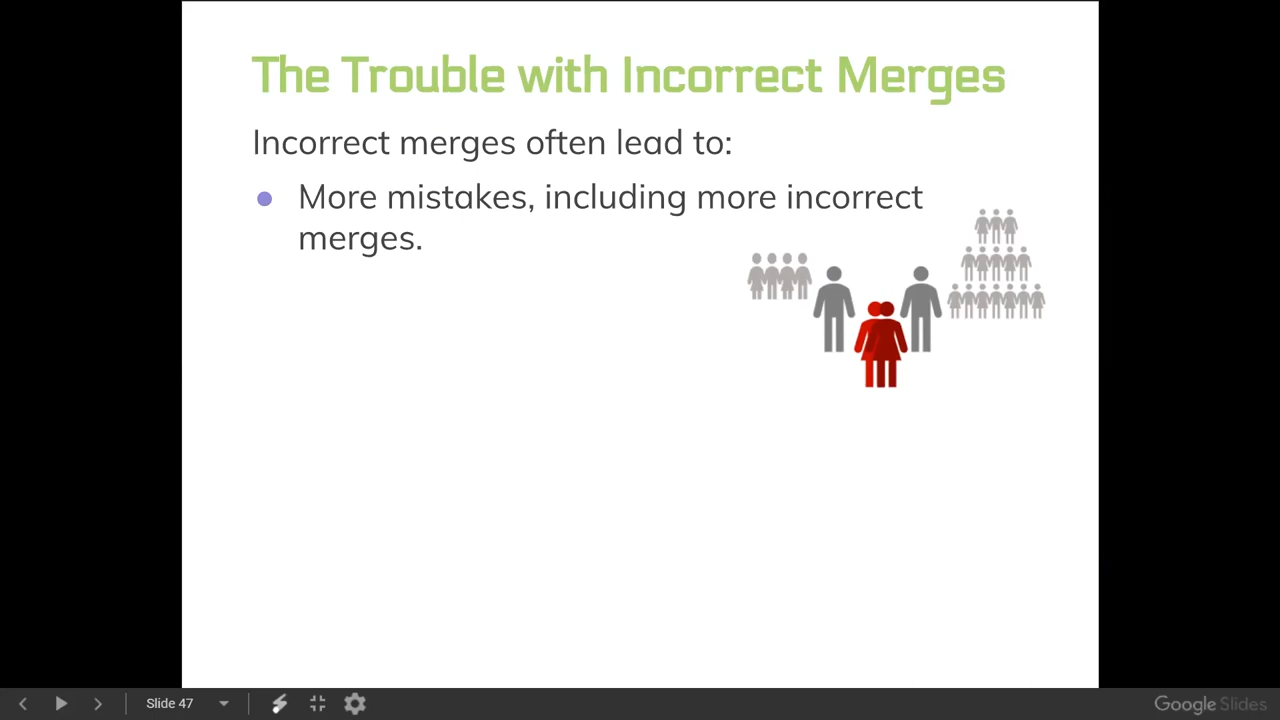 The Trouble with Incorrect Merges
Incorrect merges often lead to:
● More mistakes, including more incorrect
merges.
Slide 47
Google Slides